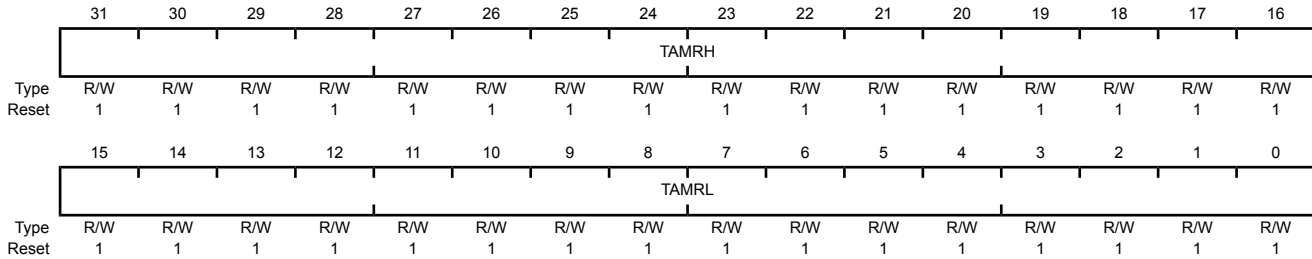 31 30 29 28 27 26 25 24 23 22 21 20 19 18 17 16
TAMRH
Type R/W R/W R/W R/W R/W R/W R/W R/W R/W R/W R/W R/W R/W R/W R/W R/W
Reset 1 1 1 1 1 1 1 1 1 1 1 1 1 1 1 1
15 14 13 12 11 10 9 8 7 6 5 4 3 2 1 0
TAMRL
Type R/W R/W R/W R/W R/W R/W R/W R/W R/W R/W R/W R/W R/W R/W R/W R/W
Reset 1 1 1 1 1 1 1 1 1 1 1 1 1 1 1 1